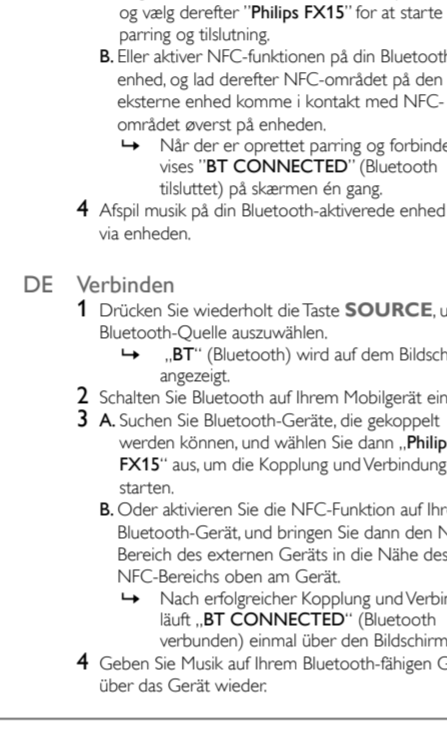 og vælg derefter "Philips FX15" for at starte
parring og tilslutning.
B. Eller aktiver NFC-funktionen på din
enhed, og lad derefter NFC-området på den
eksterne enhed komme i kontakt med NFC-
området øverst på enheden.
↳ Når der er oprettet parring og
vises "BT CONNECTED" (Bluetooth
tilsluttet) på skærmen én gang.
4 Afspil musik på din Bluetooth-aktiverede enhed
via enheden.
DE Verbinden
1 Drücken Sie wiederholt die Taste SOURCE,
Bluetooth-Quelle auszuwählen.
↳ „BT“ (Bluetooth) wird auf dem
angezeigt.
2 Schalten Sie Bluetooth auf Ihrem Mobilgerät ein
3 A. Suchen Sie Bluetooth-Geräte, die gekoppelt
werden können, und wählen Sie dann
FX15“ aus, um die Kopplung und Verbindung
starten.
B. Oder aktivieren Sie die NFC-Funktion auf
Bluetooth-Gerät, und bringen Sie dann den
Bereich des externen Geräts in die Nähe des
NFC-Bereichs oben am Gerät.
↳ Nach erfolgreicher Kopplung und
läuft „BT CONNECTED“ (Bluetooth
verbunden) einmal über den Bildschirm
4 Geben Sie Musik auf Ihrem Bluetooth-fähigen
über das Gerät wieder.